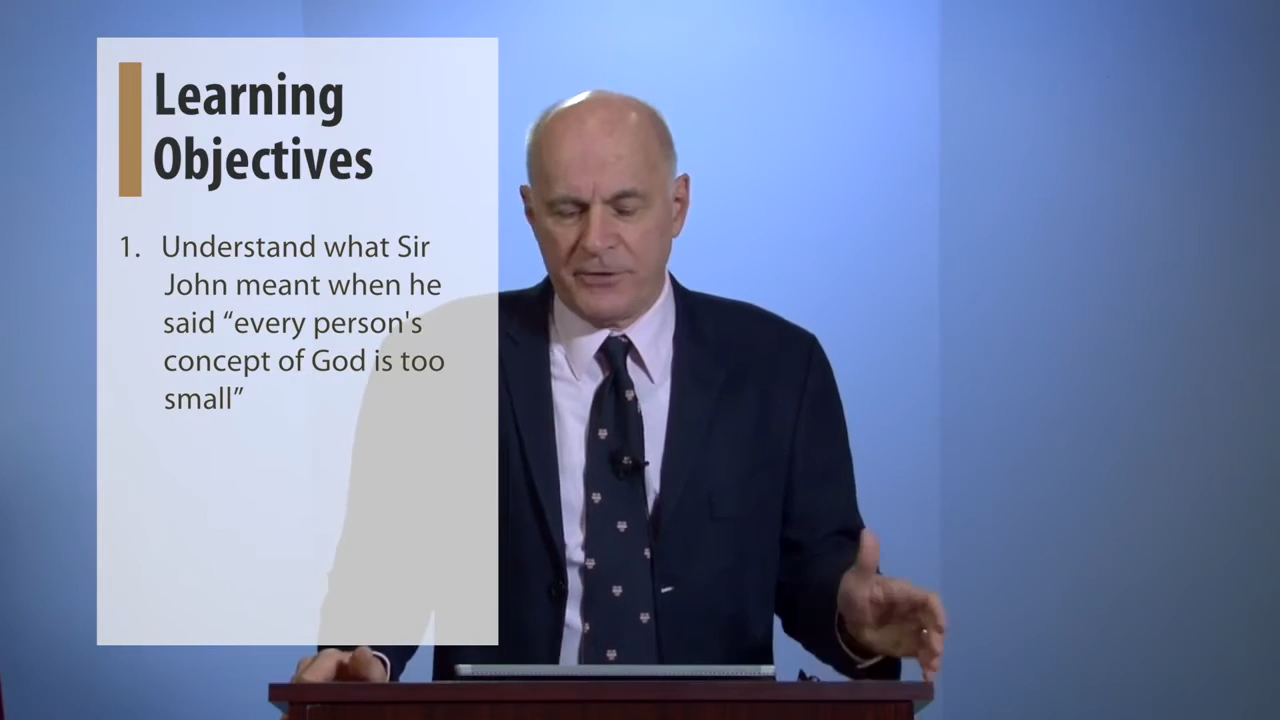 Learning
Objectives
1. Understand what Sir
John meant when he
said “every person's
concept of God is too
small”